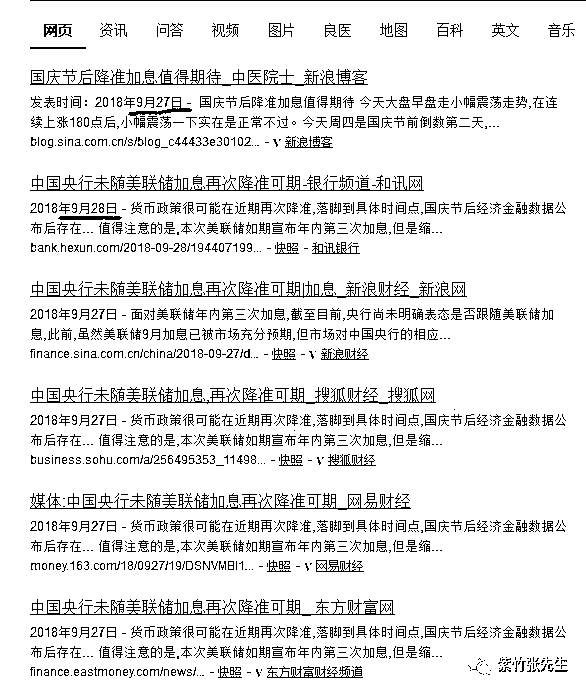 网页 资讯 问答 视频 图片 良医 地图 百科 英文 音乐
国庆节后降准加息值得期待_中医院士_新浪博客
发表时间：2018年9月27日 - 国庆节后降准加息值得期待 今天大盘早盘走小幅震荡走势,在连
续上涨180点后,小幅震荡一下实在是正常不过。今天周四是国庆节前倒数第二天,...
blog.sina.com.cn/s/blog_c44433e30102... - V 新浪博客
中国央行未随美联储加息再次降准可期-银行频道-和讯网
2018年9月28日 - 货币政策很可能在近期再次降准,落脚到具体时间点,国庆节后经济金融数据公
布后存在... 值得注意的是,本次美联储如期宣布年内第三次加息,但是缩...
bank.hexun.com/2018-09-28/194407199... - 快照 - 和讯银行
中国央行未随美联储加息再次降准可期|加息_新浪财经_新浪网
2018年9月27日 - 面对美联储年内第三次加息,截至目前,央行尚未明确表态是否跟随美联储加
息,此前,虽然美联储9月加息已被市场充分预期,但市场对中国央行的相应...
finance.sina.com.cn/china/2018-09-27/d... - 快照 - V 新浪财经
中国央行未随美联储加息,再次降准可期_搜狐财经_搜狐网
2018年9月27日 - 货币政策很可能在近期再次降准,落脚到具体时间点,国庆节后经济金融数据公
布后存在... 值得注意的是,本次美联储如期宣布年内第三次加息,但是缩...
business.sohu.com/a/256495353_11498... - 快照 - V 搜狐财经
媒体:中国央行未随美联储加息再次降准可期_网易财经
2018年9月27日 - 货币政策很可能在近期再次降准,落脚到具体时间点,国庆节后经济金融数据公
布后存在... 值得注意的是,本次美联储如期宣布年内第三次加息,但是缩...
money.163.com/18/0927/19/DSNVMBI1... - 快照 - V 网易财经
中国央行未随美联储加息再次降准可期_ 东方财富网
2018年9月27日 - 货币政策很可能在近期再次降准,落脚到具体时间点,国庆节后经济金融数据公
布后存在... 值得注意的是,本次美联储如期宣布年内第三次加息,但是缩...
finance.eastmoney.com/news/... - 快照 - V 东方财富财经频道
紫竹张先生